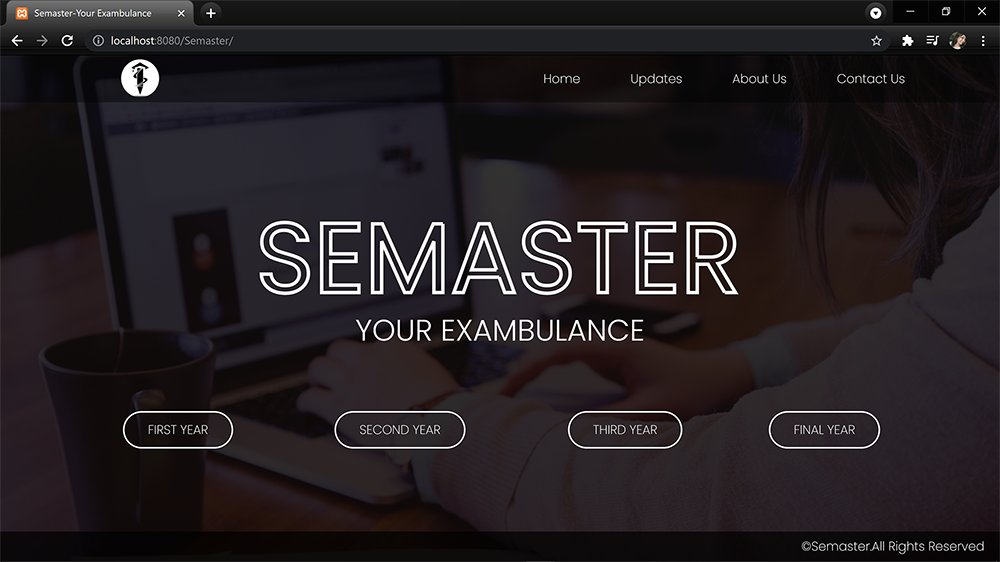 Semaster-Your Exambulance
localhost:8080/Semaster/
Home Updates About Us Contact Us
SEMASTER
YOUR EXAMBULANCE
FIRST YEAR SECOND YEAR THIRD YEAR FINAL YEAR
©Semaster.All Rights Reserved